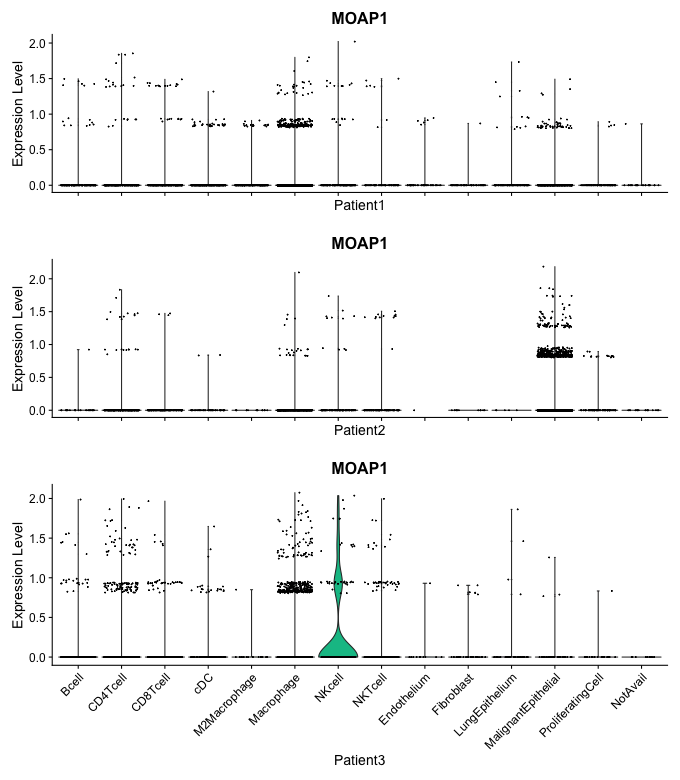 MOAP1
Expression Level
2.0
1.5
1.0
0.5
0.0
Patient1
MOAP1
Expression Level
2.0
1.5
1.0
0.5
0.0
Patient2
MOAP1
Expression Level
2.0
1.5
1.0
0.5
0.0
Bcell
CD4Tcell
CD8Tcell
cDC
M2Macrophage
Macrophage
NKcell
NKTcell
Endothelium
Fibroblast
LungEpithelium
MalignantEpithelial
ProliferatingCell
NotAvail
Patient3